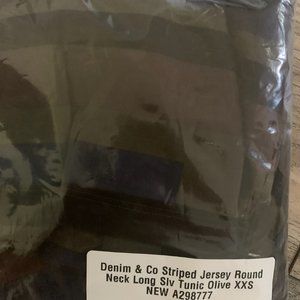 Denim & Co Striped Jersey Round
Neck Long Slv Tunic Olive XXS
NEW A298777